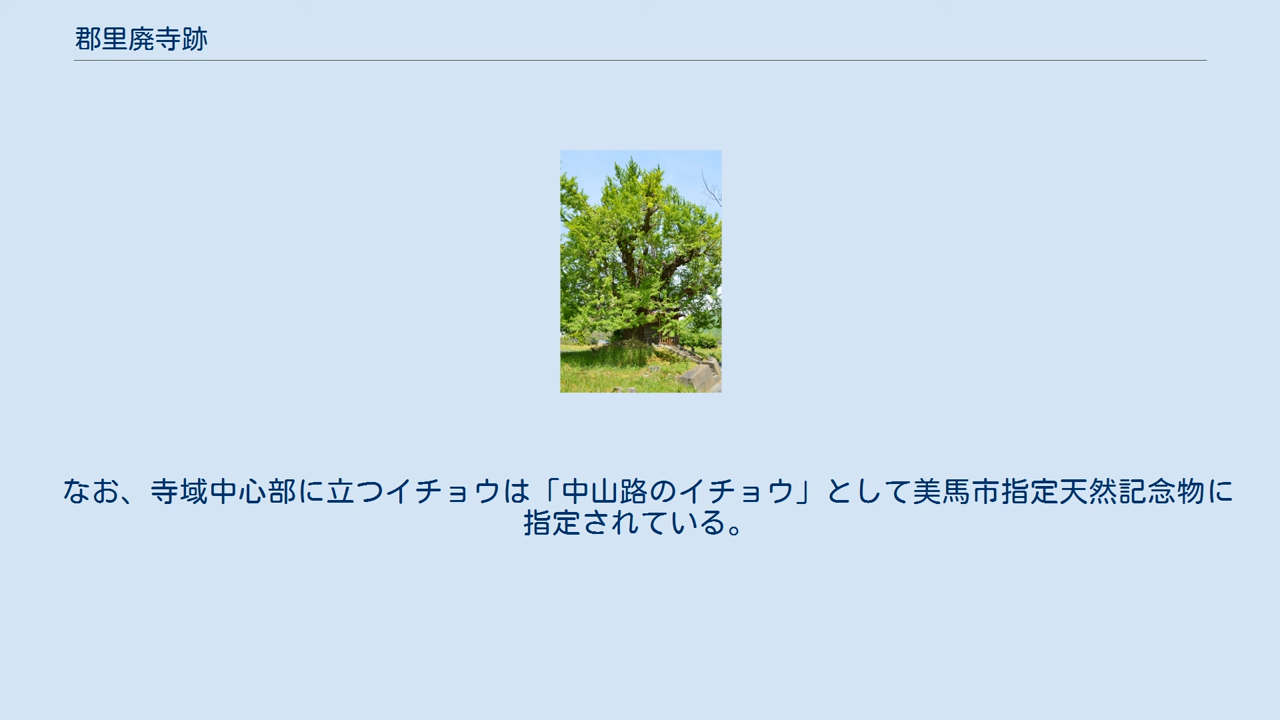 郡里廃寺跡
なお、寺域中心部に立つイチョウは「中山路のイチョウ」として美馬市指定天然記念物に
指定されている。